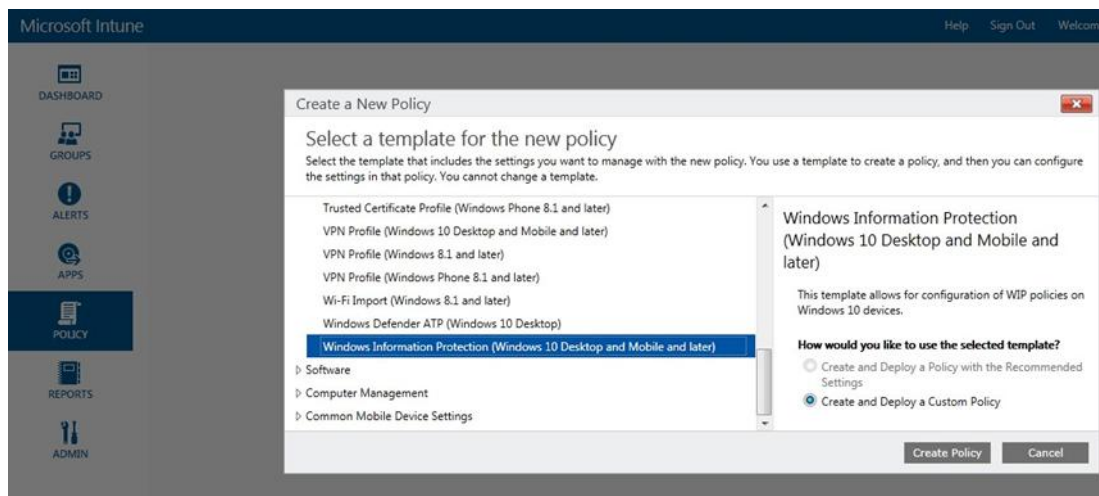 Microsoft Intune
Help Sign Out Welcom
DASHBOARD
GROUPS
ALERTS
APPS
POLICY
REPORTS
ADMIN
Create a New Policy
Select a template for the new policy
Select the template that includes the settings you want to manage with the new policy. You use a template to create a policy, and then you can configure
the settings in that policy. You cannot change a template.
Trusted Certificate Profile (Windows Phone 8.1 and later)
VPN Profile (Windows 10 Desktop and Mobile and later)
VPN Profile (Windows 8.1 and later)
VPN Profile (Windows Phone 8.1 and later)
Wi-Fi Import (Windows 8.1 and later)
Windows Defender ATP (Windows 10 Desktop)
Windows Information Protection (Windows 10 Desktop and Mobile and later)
Software
Computer Management
Common Mobile Device Settings
Windows Information Protection
(Windows 10 Desktop and Mobile and
later)
This template allows for configuration of WIP policies on
Windows 10 devices.
How would you like to use the selected template?
Create and Deploy a Policy with the Recommended
Settings
Create and Deploy a Custom Policy
Create Policy
Cancel